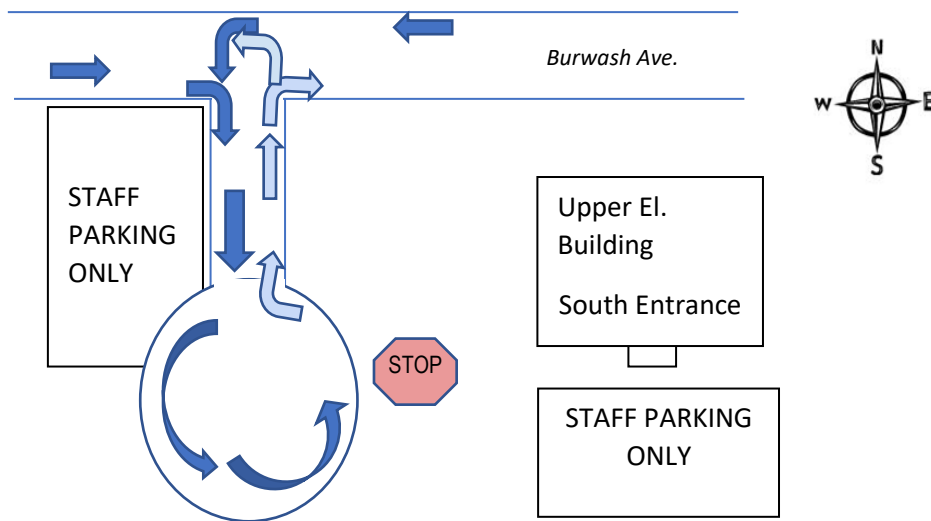 Burwash Ave.
N
W
E
S
STAFF
PARKING
ONLY
Upper El.
Building
South Entrance
STOP
STAFF PARKING
ONLY